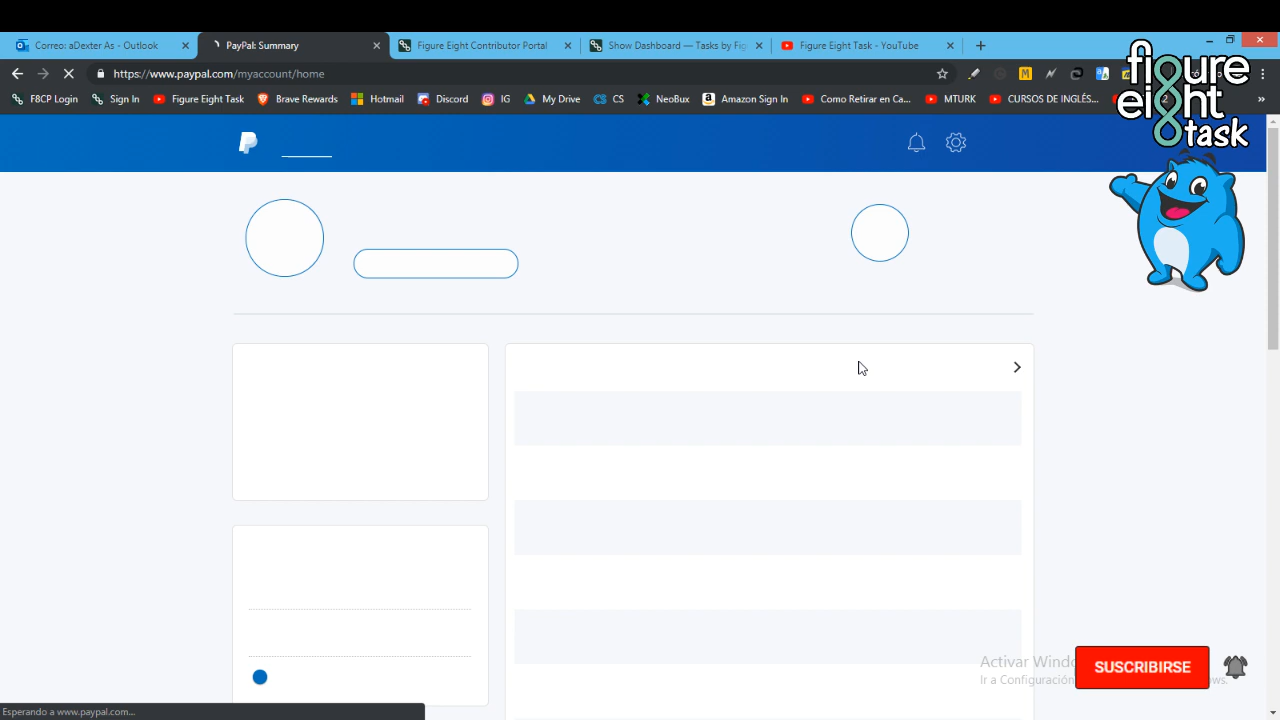 Correo: aDexter As - Outlook
PayPal: Summary
Figure Eight Contributor Portal
Show Dashboard — Tasks by Fig
Figure Eight Task - YouTube
https://www.paypal.com/myaccount/home
F8CP Login
Sign In
Figure Eight Task
Brave Rewards
Hotmail
Discord
IG
My Drive
CS
NeoBux
Amazon Sign In
Como Retirar en Ca...
MTURK
CURSOS DE INGLÉS...
figure
eight
task
Activar Windo
Ir a Configuración
SUSCRIBIRSE
Esperando a www.paypal.com...